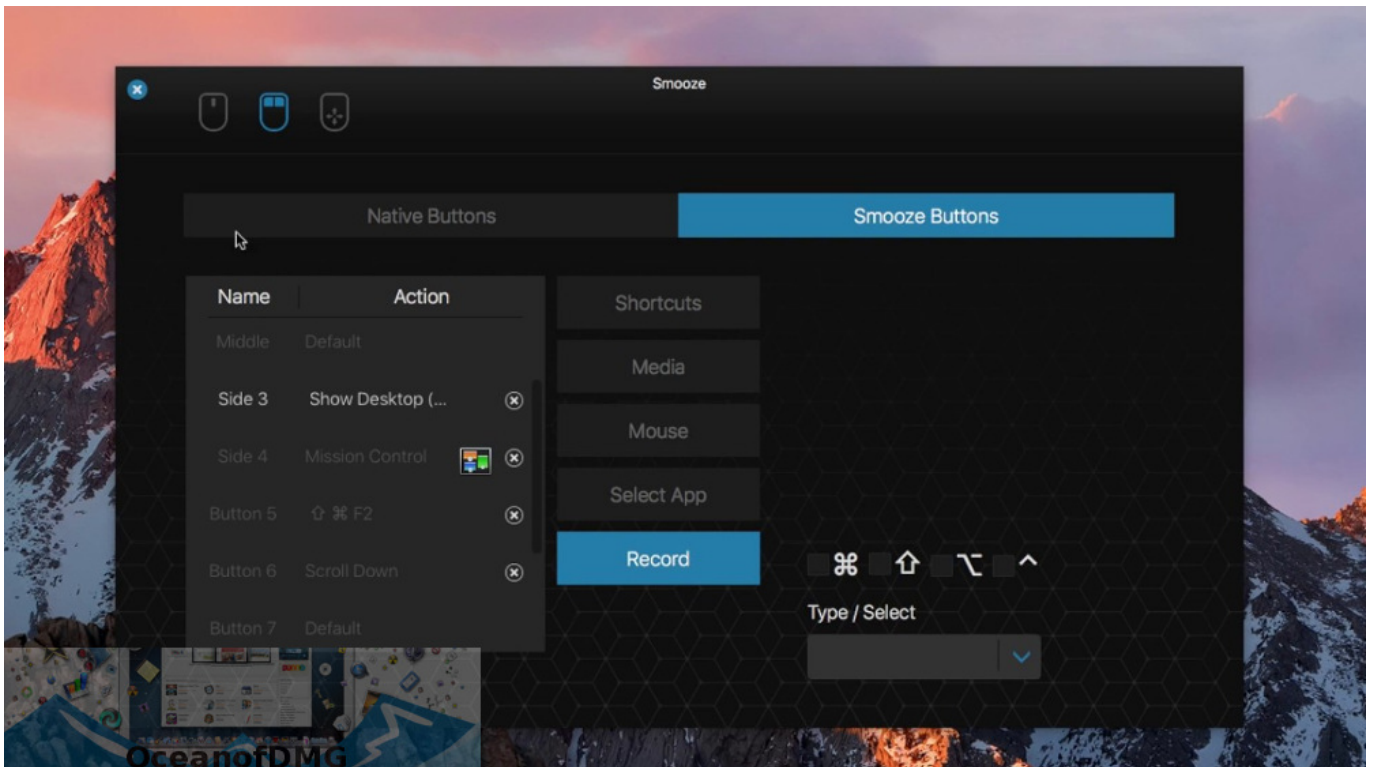 Smooze
Native Buttons
Smooze Buttons
Name
Action
Middle
Default
Side 3
Show Desktop (...
Side 4
Mission Control
Button 5
⇧ ⌘ F2
Button 6
Scroll Down
Button 7
Default
Shortcuts
Media
Mouse
Select App
Record
⌘ ⇧ ⌥ ^
Type / Select
OceanofDMG